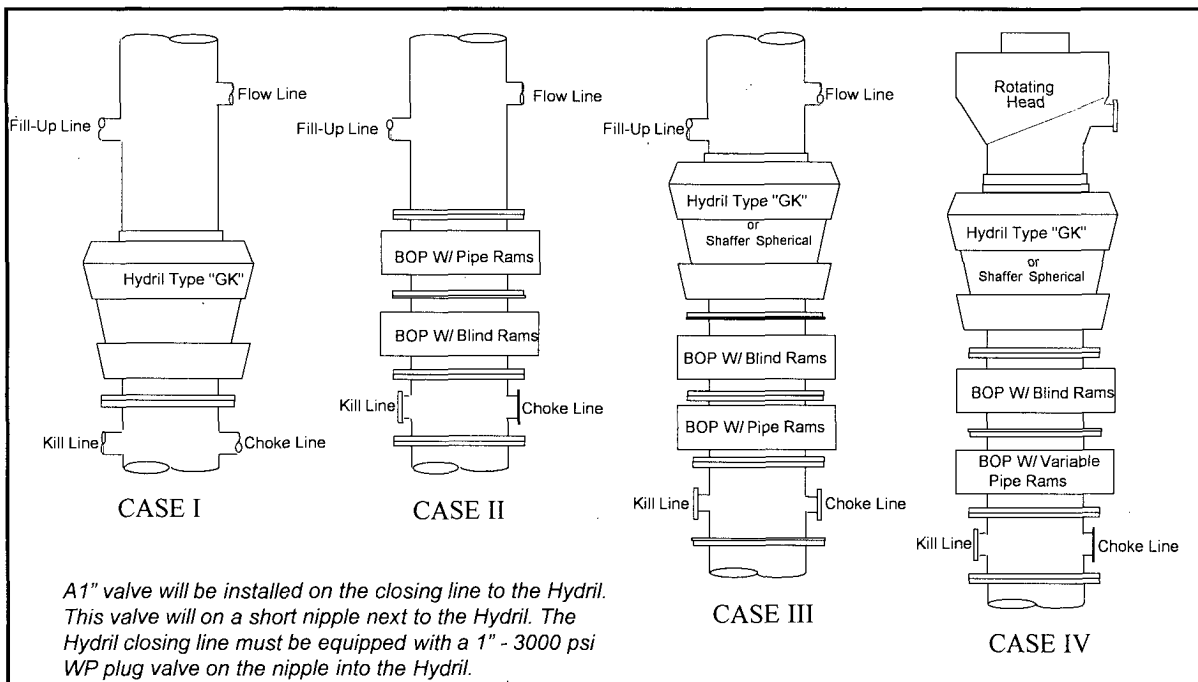 Flow Line
Fill-Up Line
Hydril Type "GK"
Kill Line
Choke Line
CASE I
Flow Line
Fill-Up Line
BOP W/ Pipe Rams
BOP W/ Blind Rams
Kill Line
Choke Line
CASE II
Flow Line
Fill-Up Line
Hydril Type "GK"
or
Shaffer Spherical
BOP W/ Blind Rams
BOP W/ Pipe Rams
Kill Line
Choke Line
CASE III
Rotating
Head
Hydril Type "GK"
or
Shaffer Spherical
BOP W/ Blind Rams
BOP W/ Variable
Pipe Rams
Kill Line
Choke Line
CASE IV
A1" valve will be installed on the closing line to the Hydril.
This valve will on a short nipple next to the Hydril. The
Hydril closing line must be equipped with a 1" - 3000 psi
WP plug valve on the nipple into the Hydril.